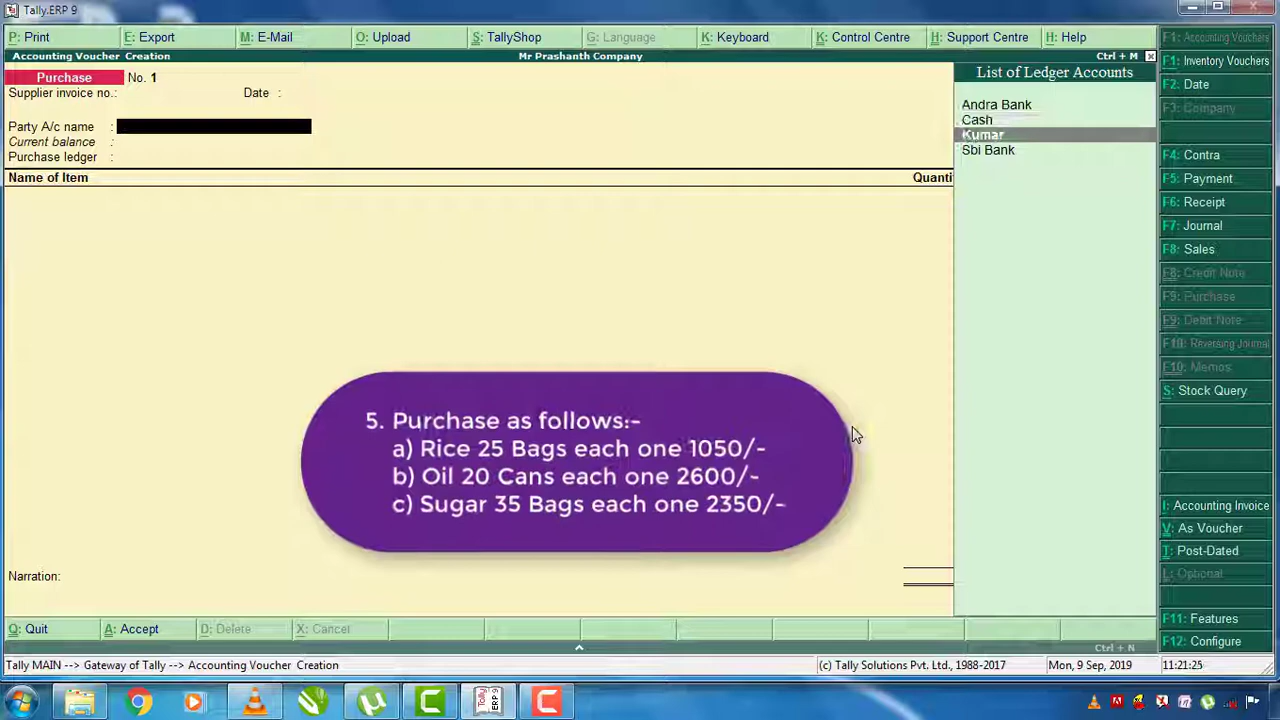 Tally.ERP 9
P: Print
E: Export
M: E-Mail
O: Upload
S: TallyShop
G: Language
K: Keyboard
K: Control Centre
H: Support Centre
H: Help
F1: Accounting Vouchers
Accounting Voucher Creation
Mr Prashanth Company
Ctrl + M
F1: Inventory Vouchers
Purchase No. 1
List of Ledger Accounts
Supplier invoice no.:
Date :
F2: Date
Andra Bank
F3: Company
Cash
Party A/c name :
Kumar
Current balance :
Sbi Bank
Purchase ledger :
F4: Contra
Name of Item
Quanti
F5: Payment
F6: Receipt
F7: Journal
F8: Sales
F8: Credit Note
F9: Purchase
F9: Debit Note
F10: Reversing Journal
F10: Memos
S: Stock Query
5. Purchase as follows:-
a) Rice 25 Bags each one 1050/-
b) Oil 20 Cans each one 2600/-
c) Sugar 35 Bags each one 2350/-
I: Accounting Invoice
V: As Voucher
T: Post-Dated
L: Optional
Narration:
F11: Features
Q: Quit
A: Accept
D: Delete
X: Cancel
F12: Configure
Ctrl + N
Tally MAIN --> Gateway of Tally --> Accounting Voucher Creation
(c) Tally Solutions Pvt. Ltd., 1988-2017
Mon, 9 Sep, 2019
11:21:25